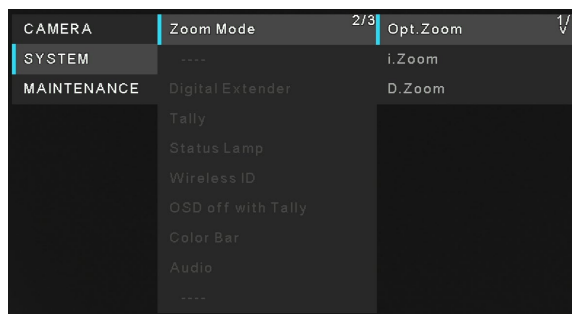 CAMERA
SYSTEM
MAINTENANCE
Zoom Mode 2/3
----
Digital Extender
Tally
Status Lamp
Wireless ID
OSD off with Tally
Color Bar
Audio
----
Opt.Zoom 1/
i.Zoom
D.Zoom